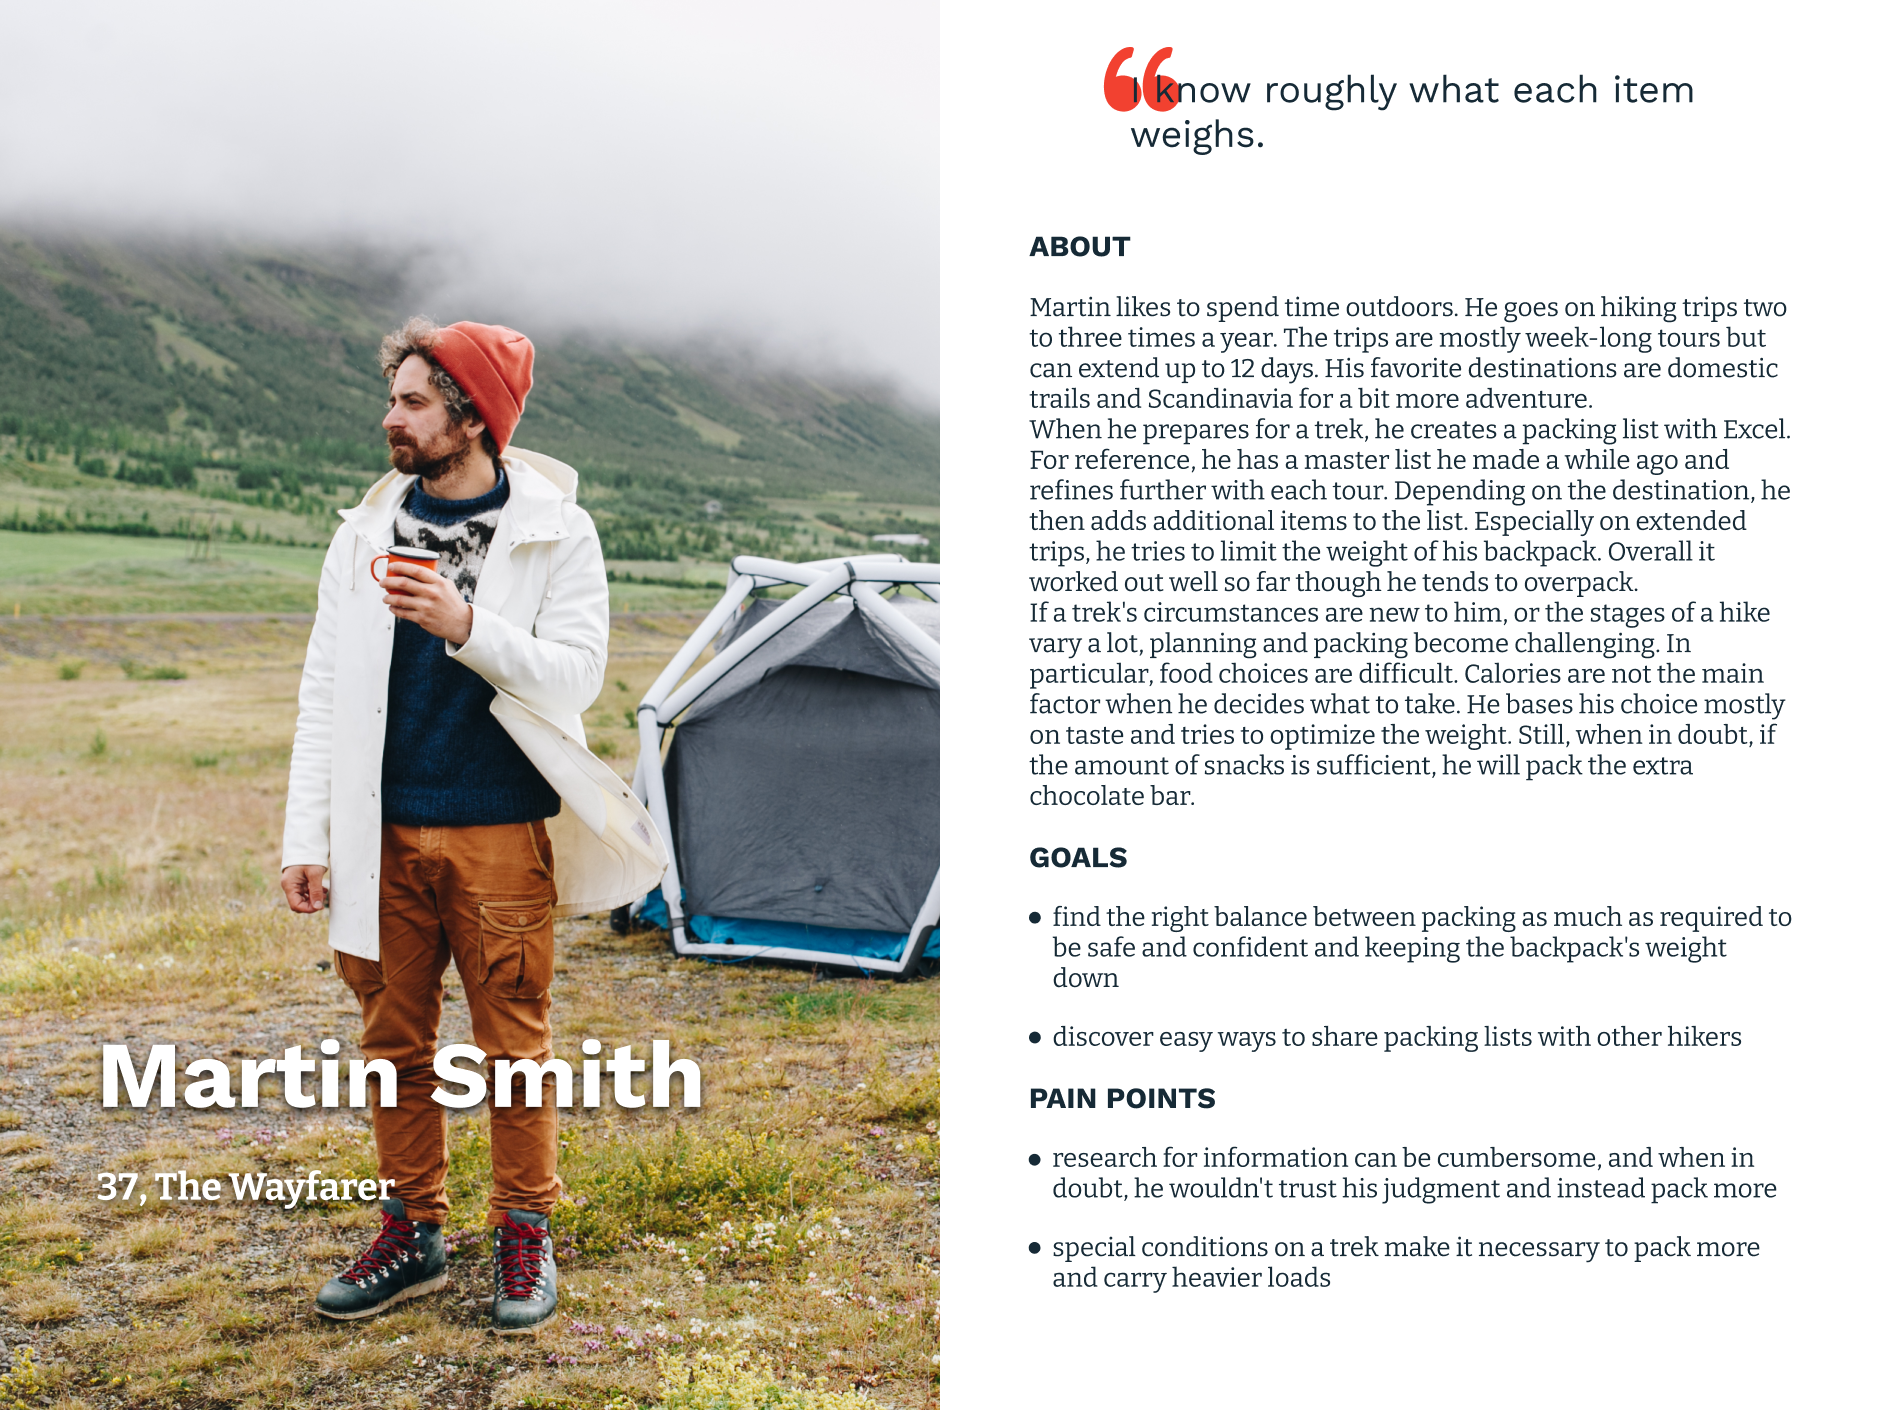 Martin Smith
37, The Wayfarer
“I know roughly what each item
weighs.
ABOUT
Martin likes to spend time outdoors. He goes on hiking trips two
to three times a year. The trips are mostly week-long tours but
can extend up to 12 days. His favorite destinations are domestic
trails and Scandinavia for a bit more adventure.
When he prepares for a trek, he creates a packing list with Excel.
For reference, he has a master list he made a while ago and
refines further with each tour. Depending on the destination, he
then adds additional items to the list. Especially on extended
trips, he tries to limit the weight of his backpack. Overall it
worked out well so far though he tends to overpack.
If a trek's circumstances are new to him, or the stages of a hike
vary a lot, planning and packing become challenging. In
particular, food choices are difficult. Calories are not the main
factor when he decides what to take. He bases his choice mostly
on taste and tries to optimize the weight. Still, when in doubt, if
the amount of snacks is sufficient, he will pack the extra
chocolate bar.
GOALS
● find the right balance between packing as much as required to
be safe and confident and keeping the backpack's weight
down
● discover easy ways to share packing lists with other hikers
PAIN POINTS
● research for information can be cumbersome, and when in
doubt, he wouldn't trust his judgment and instead pack more
● special conditions on a trek make it necessary to pack more
and carry heavier loads